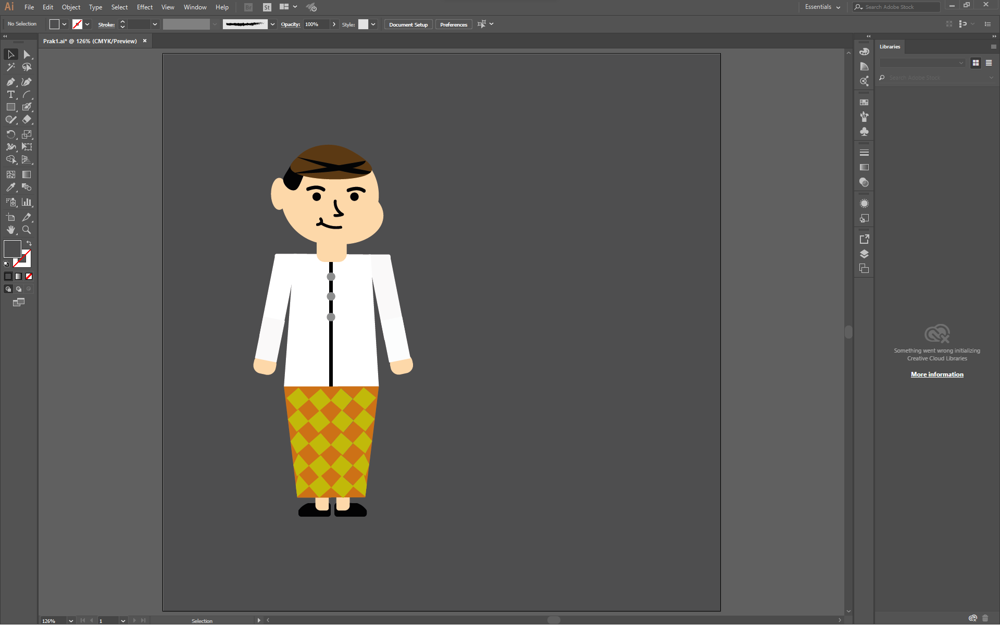 Ai File Edit Object Type Select Effect View Window Help Br St Essentials Search Adobe Stock
No Selection Stroke: Opacity: 100% Style: Document Setup Preferences
Prak1.ai* @ 126% (CMYK/Preview) ×
Libraries
Search Adobe Stock
Something went wrong initializing
Creative Cloud Libraries
More information
126% 1 Selection